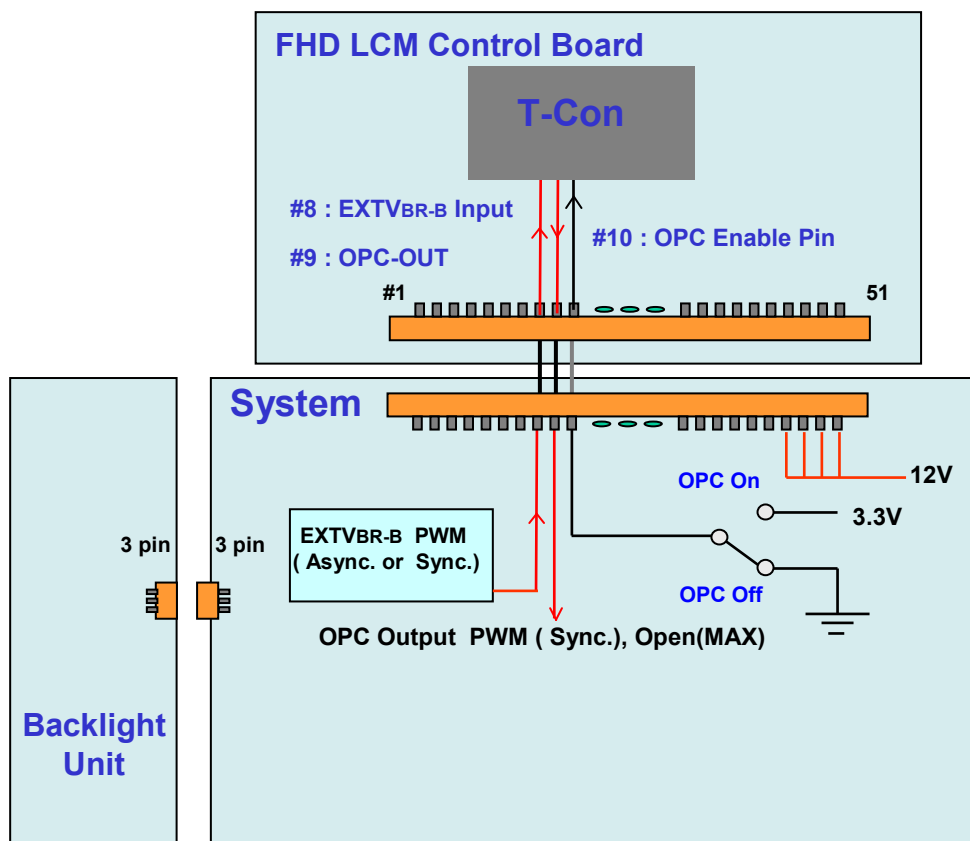 FHD LCM Control Board
T-Con
#8 : EXTVBR-B Input
#9 : OPC-OUT
#10 : OPC Enable Pin
#1
51
System
OPC On
12V
3.3V
3 pin
3 pin
EXTVBR-B PWM
( Async. or Sync.)
OPC Off
OPC Output PWM ( Sync.), Open(MAX)
Backlight
Unit